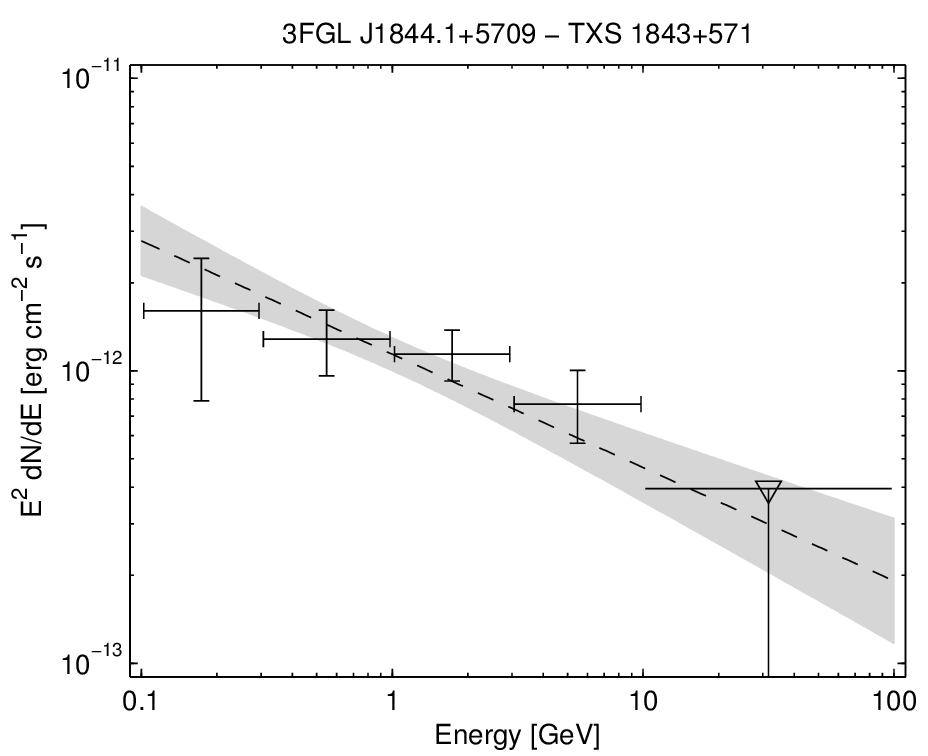 3FGL J1844.1+5709 − TXS 1843+571
10⁻¹¹
10⁻¹²
10⁻¹³
E² dN/dE [erg cm⁻² s⁻¹]
0.1 1 10 100
Energy [GeV]